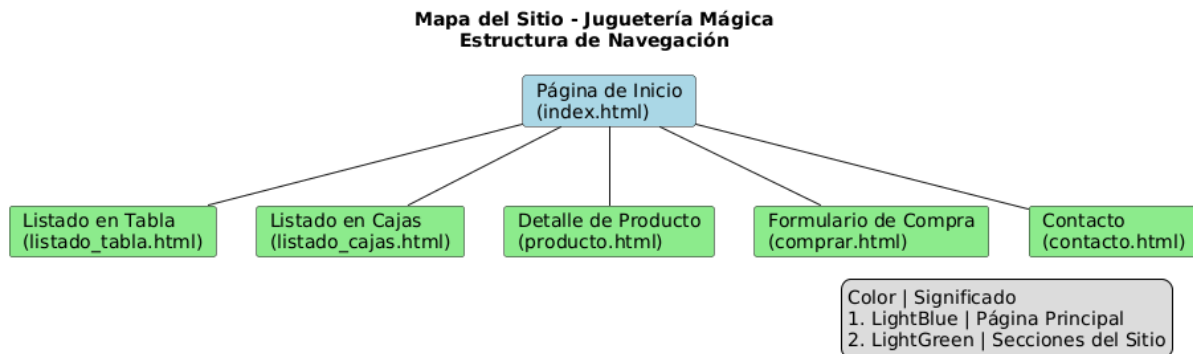 Mapa del Sitio - Juguetería Mágica
Estructura de Navegación
Página de Inicio
(index.html)
Listado en Tabla
(listado_tabla.html)
Listado en Cajas
(listado_cajas.html)
Detalle de Producto
(producto.html)
Formulario de Compra
(comprar.html)
Contacto
(contacto.html)
Color | Significado
1. LightBlue | Página Principal
2. LightGreen | Secciones del Sitio